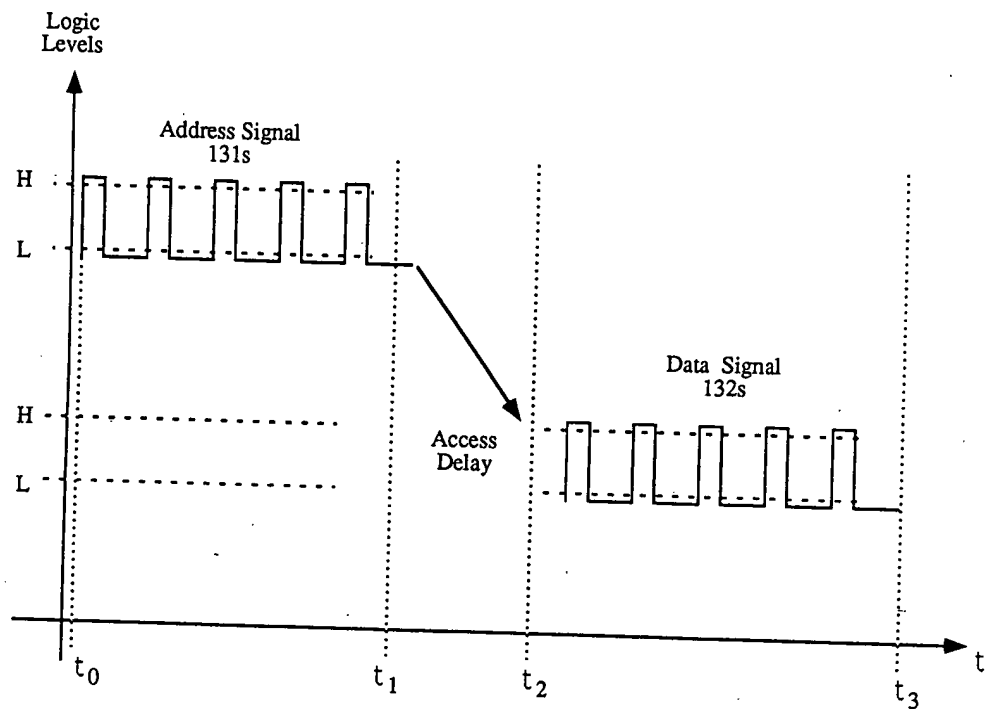 Logic
Levels
Address Signal
131s
H
L
Data Signal
132s
H
L
Access
Delay
t
t0
t1
t2
t3